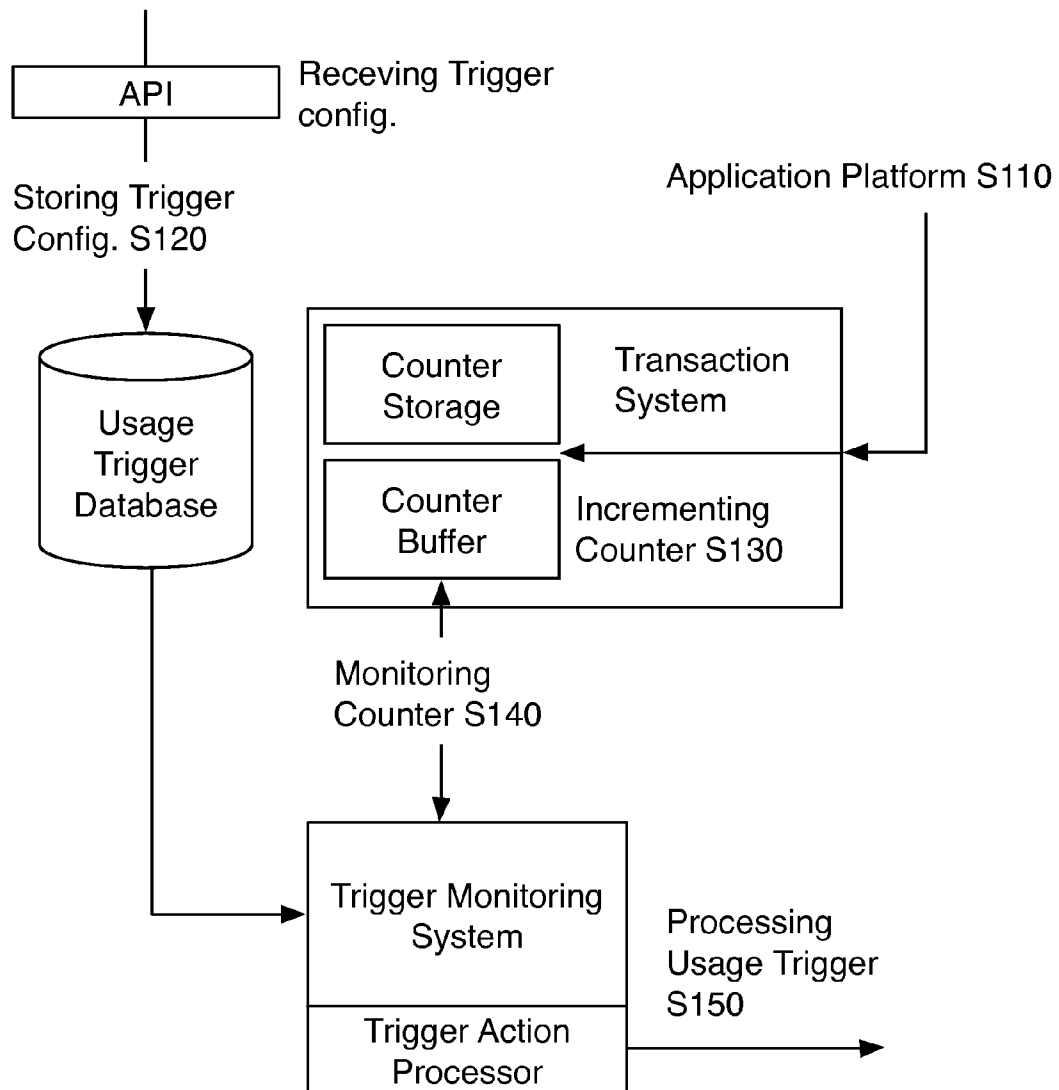 API
Receving Trigger
config.
Storing Trigger
Config. S120
Application Platform S110
Usage
Trigger
Database
Counter
Storage
Transaction
System
Counter
Buffer
Incrementing
Counter S130
Monitoring
Counter S140
Trigger Monitoring
System
Processing
Usage Trigger
S150
Trigger Action
Processor